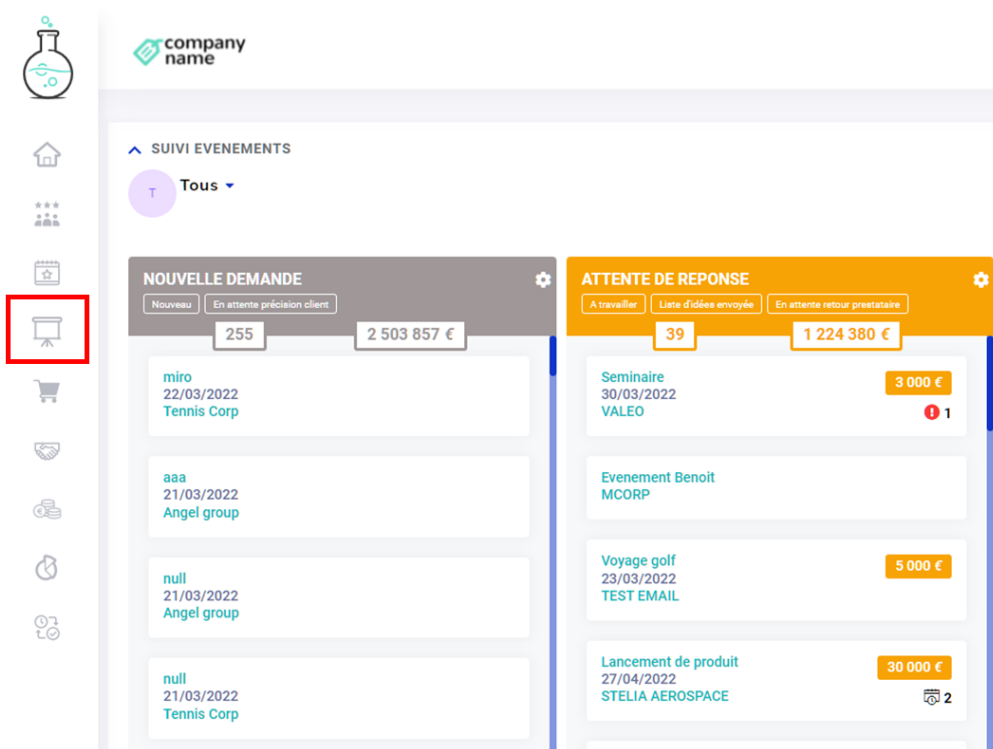 company
name
SUIVI EVENEMENTS
T
Tous
NOUVELLE DEMANDE
Nouveau
En attente précision client
255
2 503 857 €
miro
22/03/2022
Tennis Corp
aaa
21/03/2022
Angel group
null
21/03/2022
Angel group
null
21/03/2022
Tennis Corp
ATTENTE DE REPONSE
A travailler
Liste d'idées envoyée
En attente retour prestataire
39
1 224 380 €
Seminaire
3 000 €
30/03/2022
VALEO
1
Evenement Benoit
MCORP
Voyage golf
5 000 €
23/03/2022
TEST EMAIL
Lancement de produit
30 000 €
27/04/2022
STELIA AEROSPACE
2